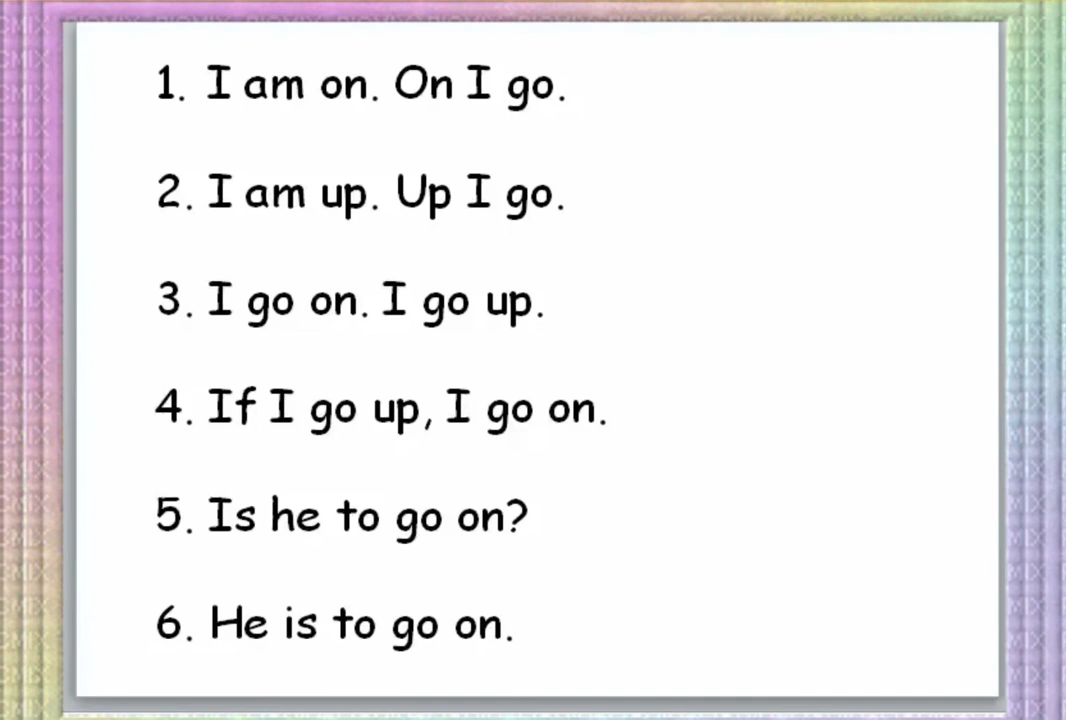 1. I am on. On I go.
2. I am up. Up I go.
3. I go on. I go up.
4. If I go up, I go on.
5. Is he to go on?
6. He is to go on.